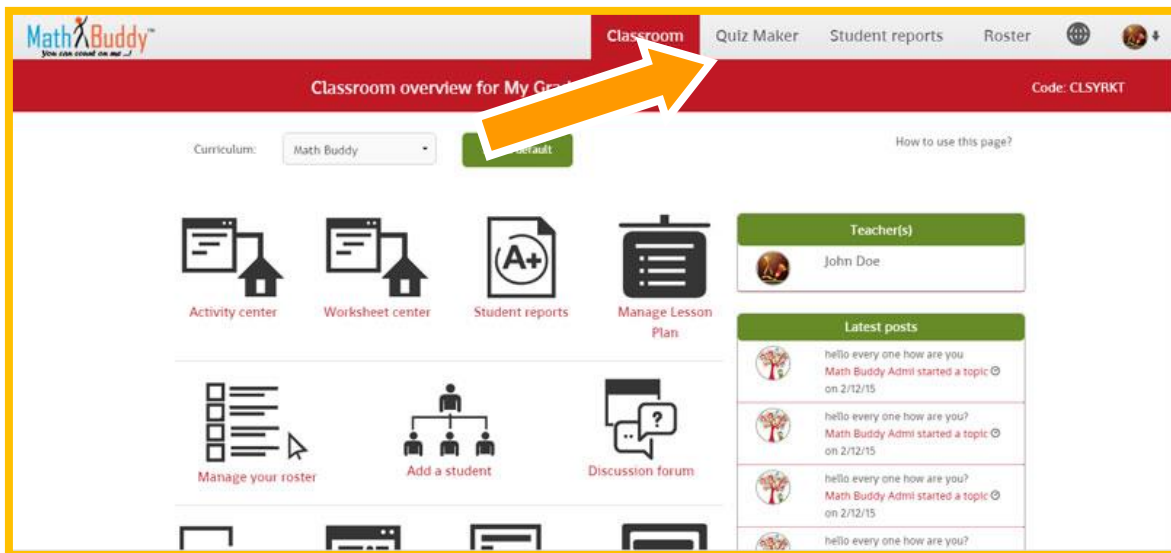 Math Buddy™
You can count on me ...!
Classroom
Quiz Maker
Student reports
Roster
Classroom overview for My
Code: CLSYRKT
Curriculum:
Math Buddy
How to use this page?
A+
Activity center
Worksheet center
Student reports
Manage Lesson
Plan
Teacher(s)
John Doe
Latest posts
hello every one how are you
Math Buddy Admi started a topic
on 2/12/15
hello every one how are you?
Math Buddy Admi started a topic
on 2/12/15
hello every one how are you?
Math Buddy Admi started a topic
on 2/12/15
hello every one how are you?
?
Manage your roster
Add a student
Discussion forum